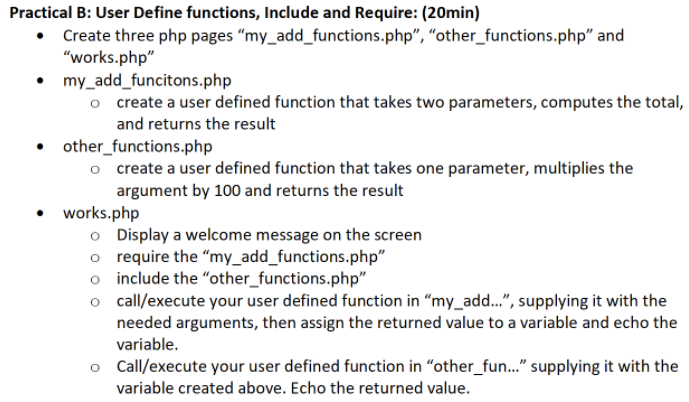 Practical B: User Define functions, Include and Require: (20min)
• Create three php pages “my_add_functions.php”, “other_functions.php” and
“works.php”
• my_add_funcitons.php
o create a user defined function that takes two parameters, computes the total,
and returns the result
• other_functions.php
o create a user defined function that takes one parameter, multiplies the
argument by 100 and returns the result
• works.php
o Display a welcome message on the screen
o require the “my_add_functions.php”
o include the “other_functions.php”
o call/execute your user defined function in “my_add...”, supplying it with the
needed arguments, then assign the returned value to a variable and echo the
variable.
o Call/execute your user defined function in “other_fun...” supplying it with the
variable created above. Echo the returned value.